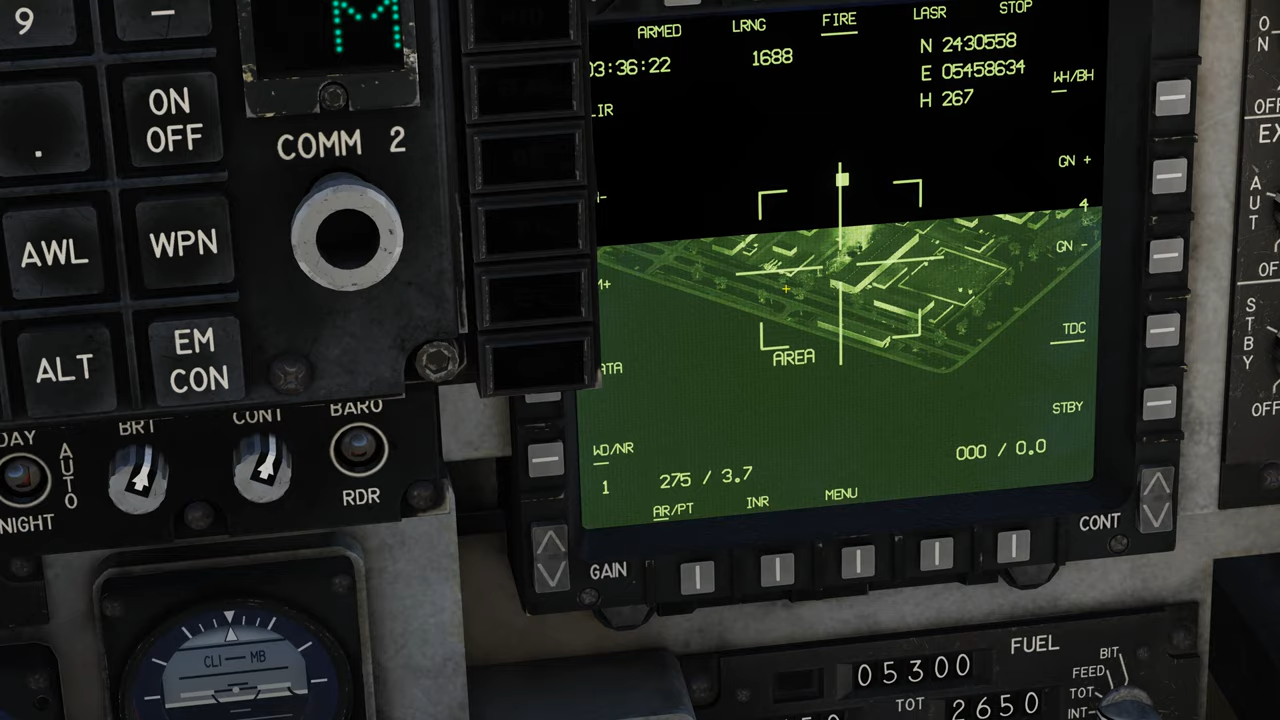 9
-
M
.
ON
OFF
COMM 2
AWL
WPN
ALT
EM
CON
DAY
AUTO
NIGHT
BRT
CONT
BARO
RDR
CLI
MB
ARMED
LRNG
FIRE
LASR
STOP
03:36:22
1688
N 2430558
E 05458634
H 267
WH/BH
GN +
4
GN -
TDC
STBY
AREA
WD/NR
1
275 / 3.7
000 / 0.0
AR/PT
INR
MENU
GAIN
CONT
ON
OFF
AUT
OF
STBY
OFF
FUEL
05300
TOT
2650
BIT
FEED
TOT
INT